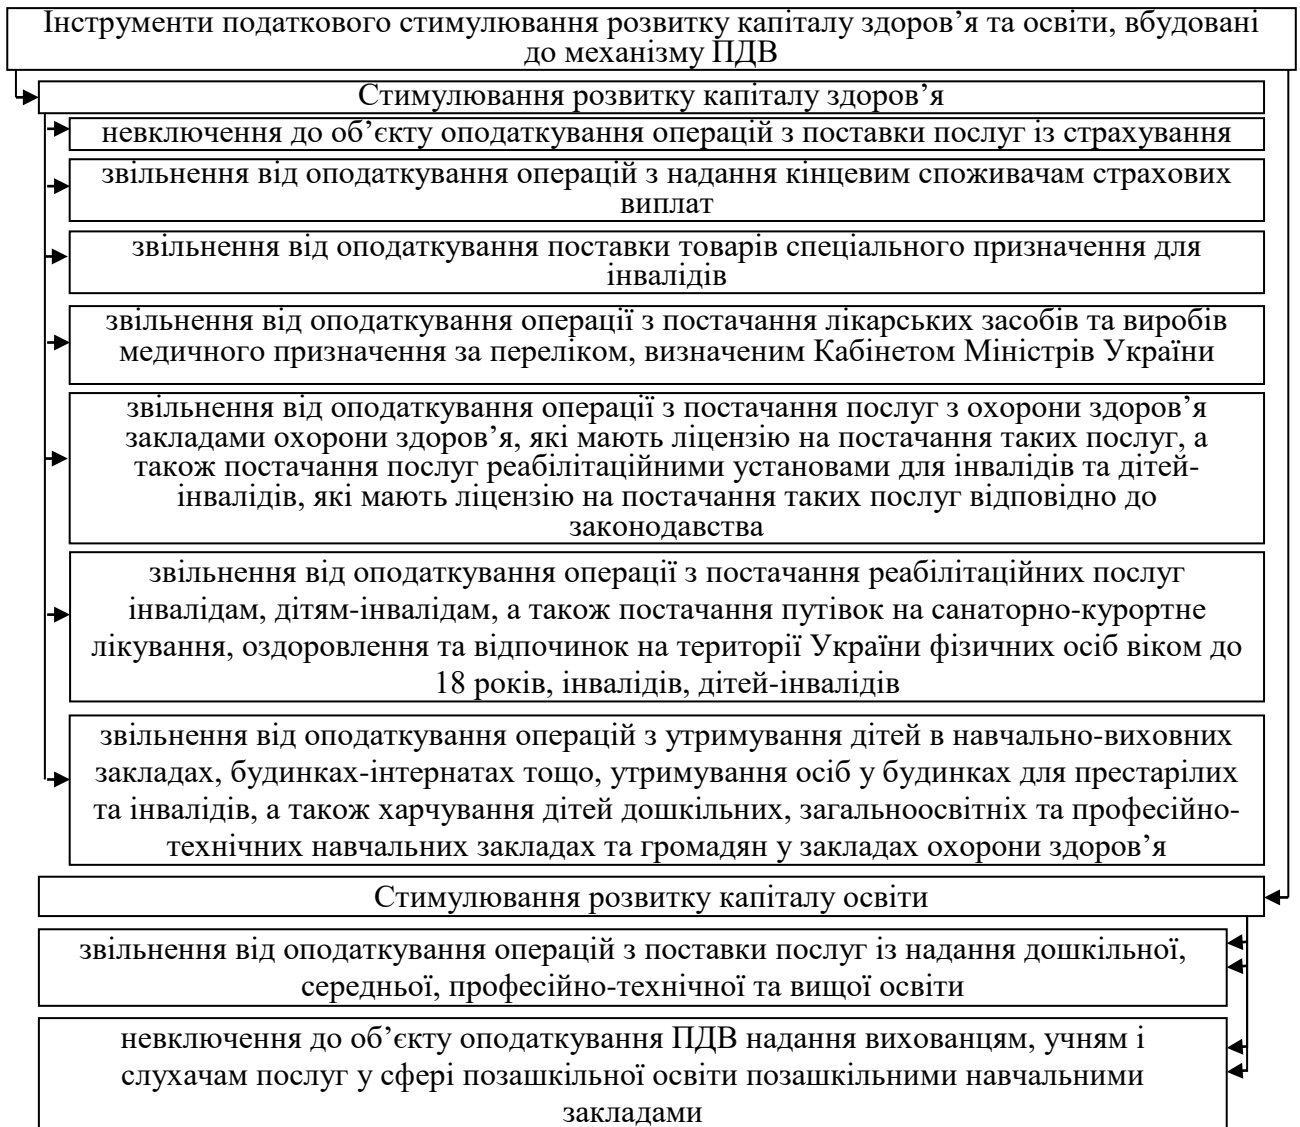 Інструменти податкового стимулювання розвитку капіталу здоров’я та освіти, вбудовані
до механізму ПДВ
Стимулювання розвитку капіталу здоров’я
невключення до об’єкту оподаткування операцій з поставки послуг із страхування
звільнення від оподаткування операцій з надання кінцевим споживачам страхових
виплат
звільнення від оподаткування поставки товарів спеціального призначення для
інвалідів
звільнення від оподаткування операції з постачання лікарських засобів та виробів
медичного призначення за переліком, визначеним Кабінетом Міністрів України
звільнення від оподаткування операції з постачання послуг з охорони здоров’я
закладами охорони здоров’я, які мають ліцензію на постачання таких послуг, а
також постачання послуг реабілітаційними установами для інвалідів та дітей-
інвалідів, які мають ліцензію на постачання таких послуг відповідно до
законодавства
звільнення від оподаткування операції з постачання реабілітаційних послуг
інвалідам, дітям-інвалідам, а також постачання путівок на санаторно-курортне
лікування, оздоровлення та відпочинок на території України фізичних осіб віком до
18 років, інвалідів, дітей-інвалідів
звільнення від оподаткування операцій з утримування дітей в навчально-виховних
закладах, будинках-інтернатах тощо, утримування осіб у будинках для престарілих
та інвалідів, а також харчування дітей дошкільних, загальноосвітніх та професійно-
технічних навчальних закладах та громадян у закладах охорони здоров’я
Стимулювання розвитку капіталу освіти
звільнення від оподаткування операцій з поставки послуг із надання дошкільної,
середньої, професійно-технічної та вищої освіти
невключення до об’єкту оподаткування ПДВ надання вихованцям, учням і
слухачам послуг у сфері позашкільної освіти позашкільними навчальними
закладами